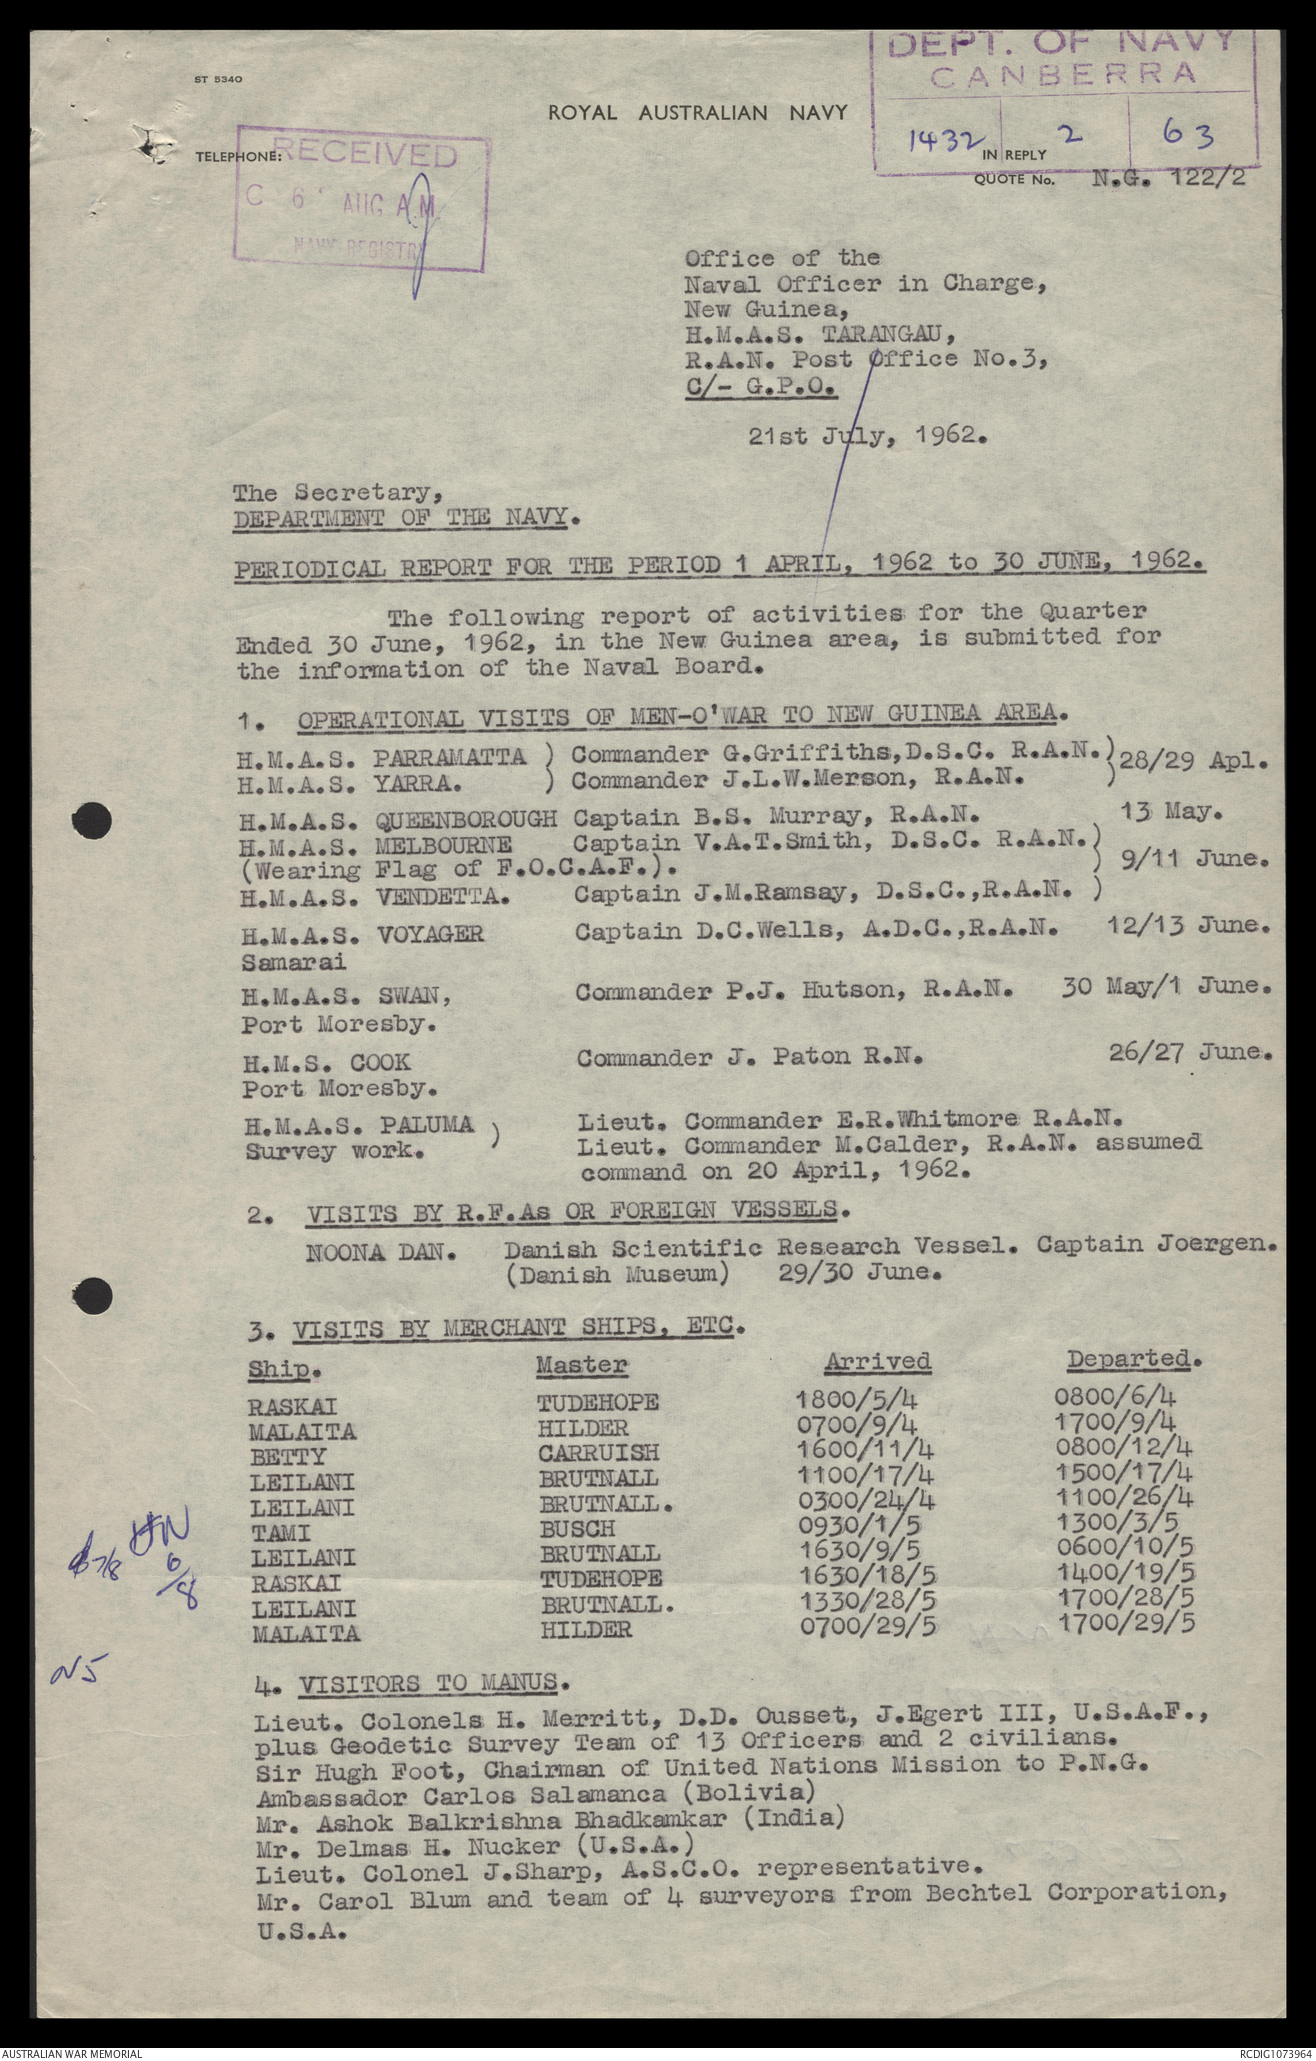 DEPT. OF NAVY
CANBERRA
1432 2 63
ST 5340
ROYAL AUSTRALIAN NAVY
TELEPHONE:
IN REPLY
QUOTE No. N.G. 122/2
RECEIVED
C 6 AUG A.M.
NAVY REGISTRY
Office of the
Naval Officer in Charge,
New Guinea,
H.M.A.S. TARANGAU,
R.A.N. Post Office No.3,
C/- G.P.O.
21st July, 1962.
The Secretary,
DEPARTMENT OF THE NAVY.
PERIODICAL REPORT FOR THE PERIOD 1 APRIL, 1962 to 30 JUNE, 1962.
The following report of activities for the Quarter
Ended 30 June, 1962, in the New Guinea area, is submitted for
the information of the Naval Board.
1. OPERATIONAL VISITS OF MEN-O'WAR TO NEW GUINEA AREA.
H.M.A.S. PARRAMATTA ) Commander G.Griffiths,D.S.C. R.A.N.) 28/29 Apl.
H.M.A.S. YARRA. ) Commander J.L.W.Merson, R.A.N. )
H.M.A.S. QUEENBOROUGH Captain B.S. Murray, R.A.N. 13 May.
H.M.A.S. MELBOURNE Captain V.A.T.Smith, D.S.C. R.A.N.)
(Wearing Flag of F.O.C.A.F.). ) 9/11 June.
H.M.A.S. VENDETTA. Captain J.M.Ramsay, D.S.C.,R.A.N. )
H.M.A.S. VOYAGER Captain D.C.Wells, A.D.C.,R.A.N. 12/13 June.
Samarai
H.M.A.S. SWAN, Commander P.J. Hutson, R.A.N. 30 May/1 June.
Port Moresby.
H.M.S. COOK Commander J. Paton R.N. 26/27 June.
Port Moresby.
H.M.A.S. PALUMA ) Lieut. Commander E.R.Whitmore R.A.N.
Survey work. Lieut. Commander M.Calder, R.A.N. assumed
command on 20 April, 1962.
2. VISITS BY R.F.As OR FOREIGN VESSELS.
NOONA DAN. Danish Scientific Research Vessel. Captain Joergen.
(Danish Museum) 29/30 June.
3. VISITS BY MERCHANT SHIPS, ETC.
Ship. Master Arrived Departed.
RASKAI TUDEHOPE 1800/5/4 0800/6/4
MALAITA HILDER 0700/9/4 1700/9/4
BETTY CARRUISH 1600/11/4 0800/12/4
LEILANI BRUTNALL 1100/17/4 1500/17/4
LEILANI BRUTNALL. 0300/24/4 1100/26/4
TAMI BUSCH 0930/1/5 1300/3/5
LEILANI BRUTNALL 1630/9/5 0600/10/5
RASKAI TUDEHOPE 1630/18/5 1400/19/5
LEILANI BRUTNALL. 1330/28/5 1700/28/5
MALAITA HILDER 0700/29/5 1700/29/5
7/8
6/8
N5
4. VISITORS TO MANUS.
Lieut. Colonels H. Merritt, D.D. Ousset, J.Egert III, U.S.A.F.,
plus Geodetic Survey Team of 13 Officers and 2 civilians.
Sir Hugh Foot, Chairman of United Nations Mission to P.N.G.
Ambassador Carlos Salamanca (Bolivia)
Mr. Ashok Balkrishna Bhadkamkar (India)
Mr. Delmas H. Nucker (U.S.A.)
Lieut. Colonel J.Sharp, A.S.C.O. representative.
Mr. Carol Blum and team of 4 surveyors from Bechtel Corporation,
U.S.A.
AUSTRALIAN WAR MEMORIAL
RCDIG1073964